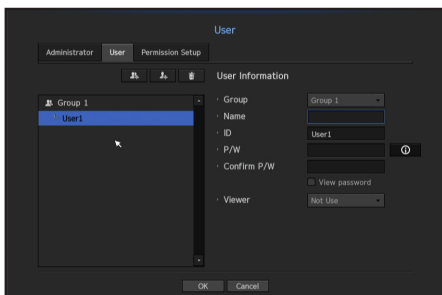 User
Administrator User Permission Setup
User Information
Group 1
User1
· Group Group 1
· Name
· ID User1
· P/W
· Confirm P/W
View password
· Viewer Not Use
OK Cancel